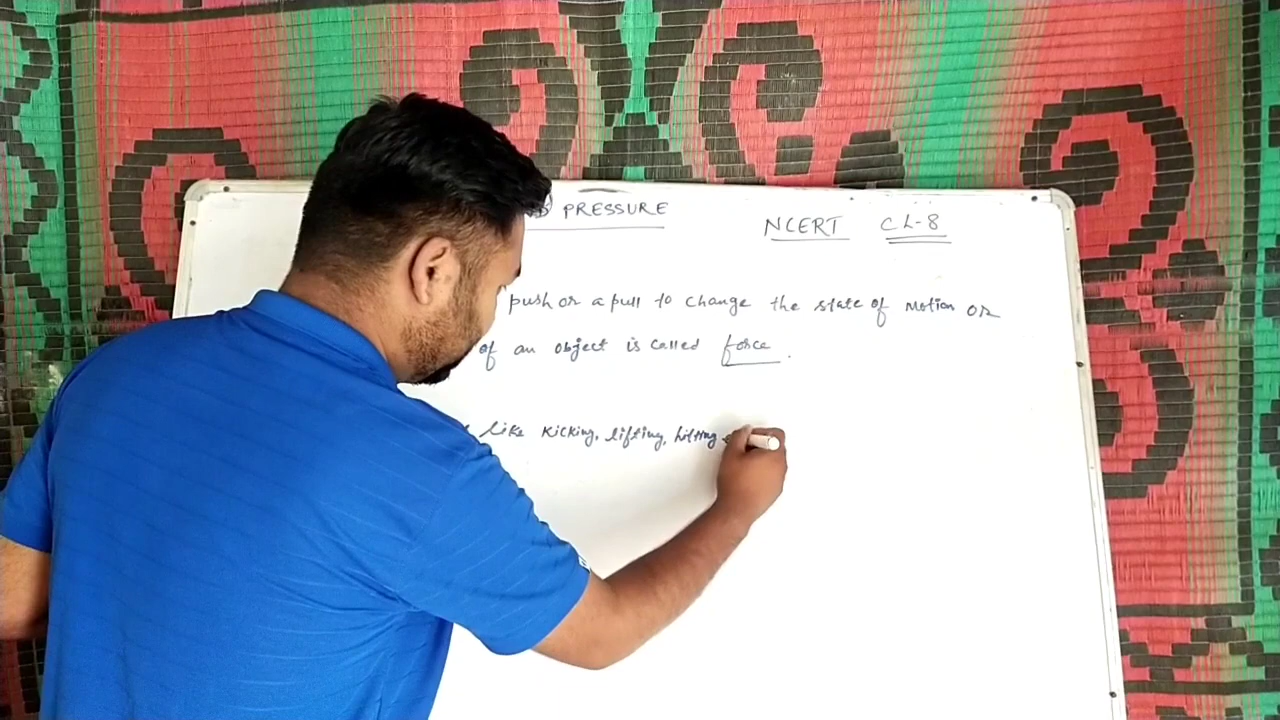 PRESSURE
NCERT CL-8
push or a pull to change the state of Motion or
of an object is called force.
like kicking, lifting, hitting